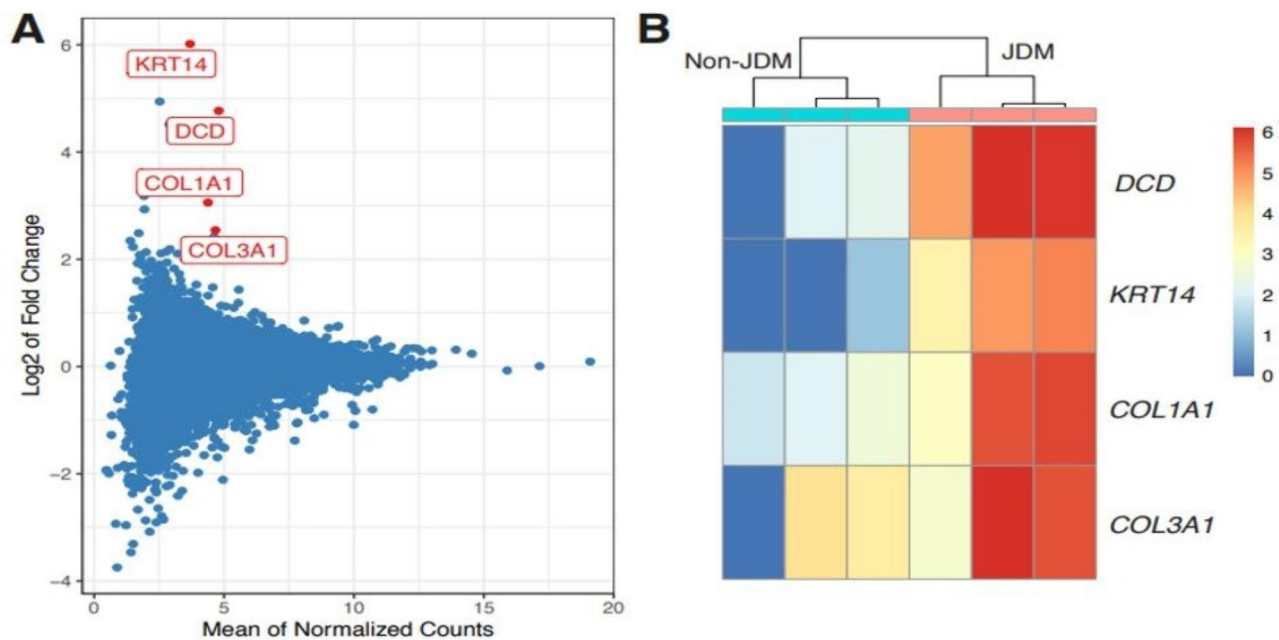 A
B
6
4
2
0
−2
−4
Log2 of Fold Change
KRT14
DCD
COL1A1
COL3A1
0 5 10 15 20
Mean of Normalized Counts
Non-JDM
JDM
DCD
KRT14
COL1A1
COL3A1
6
5
4
3
2
1
0